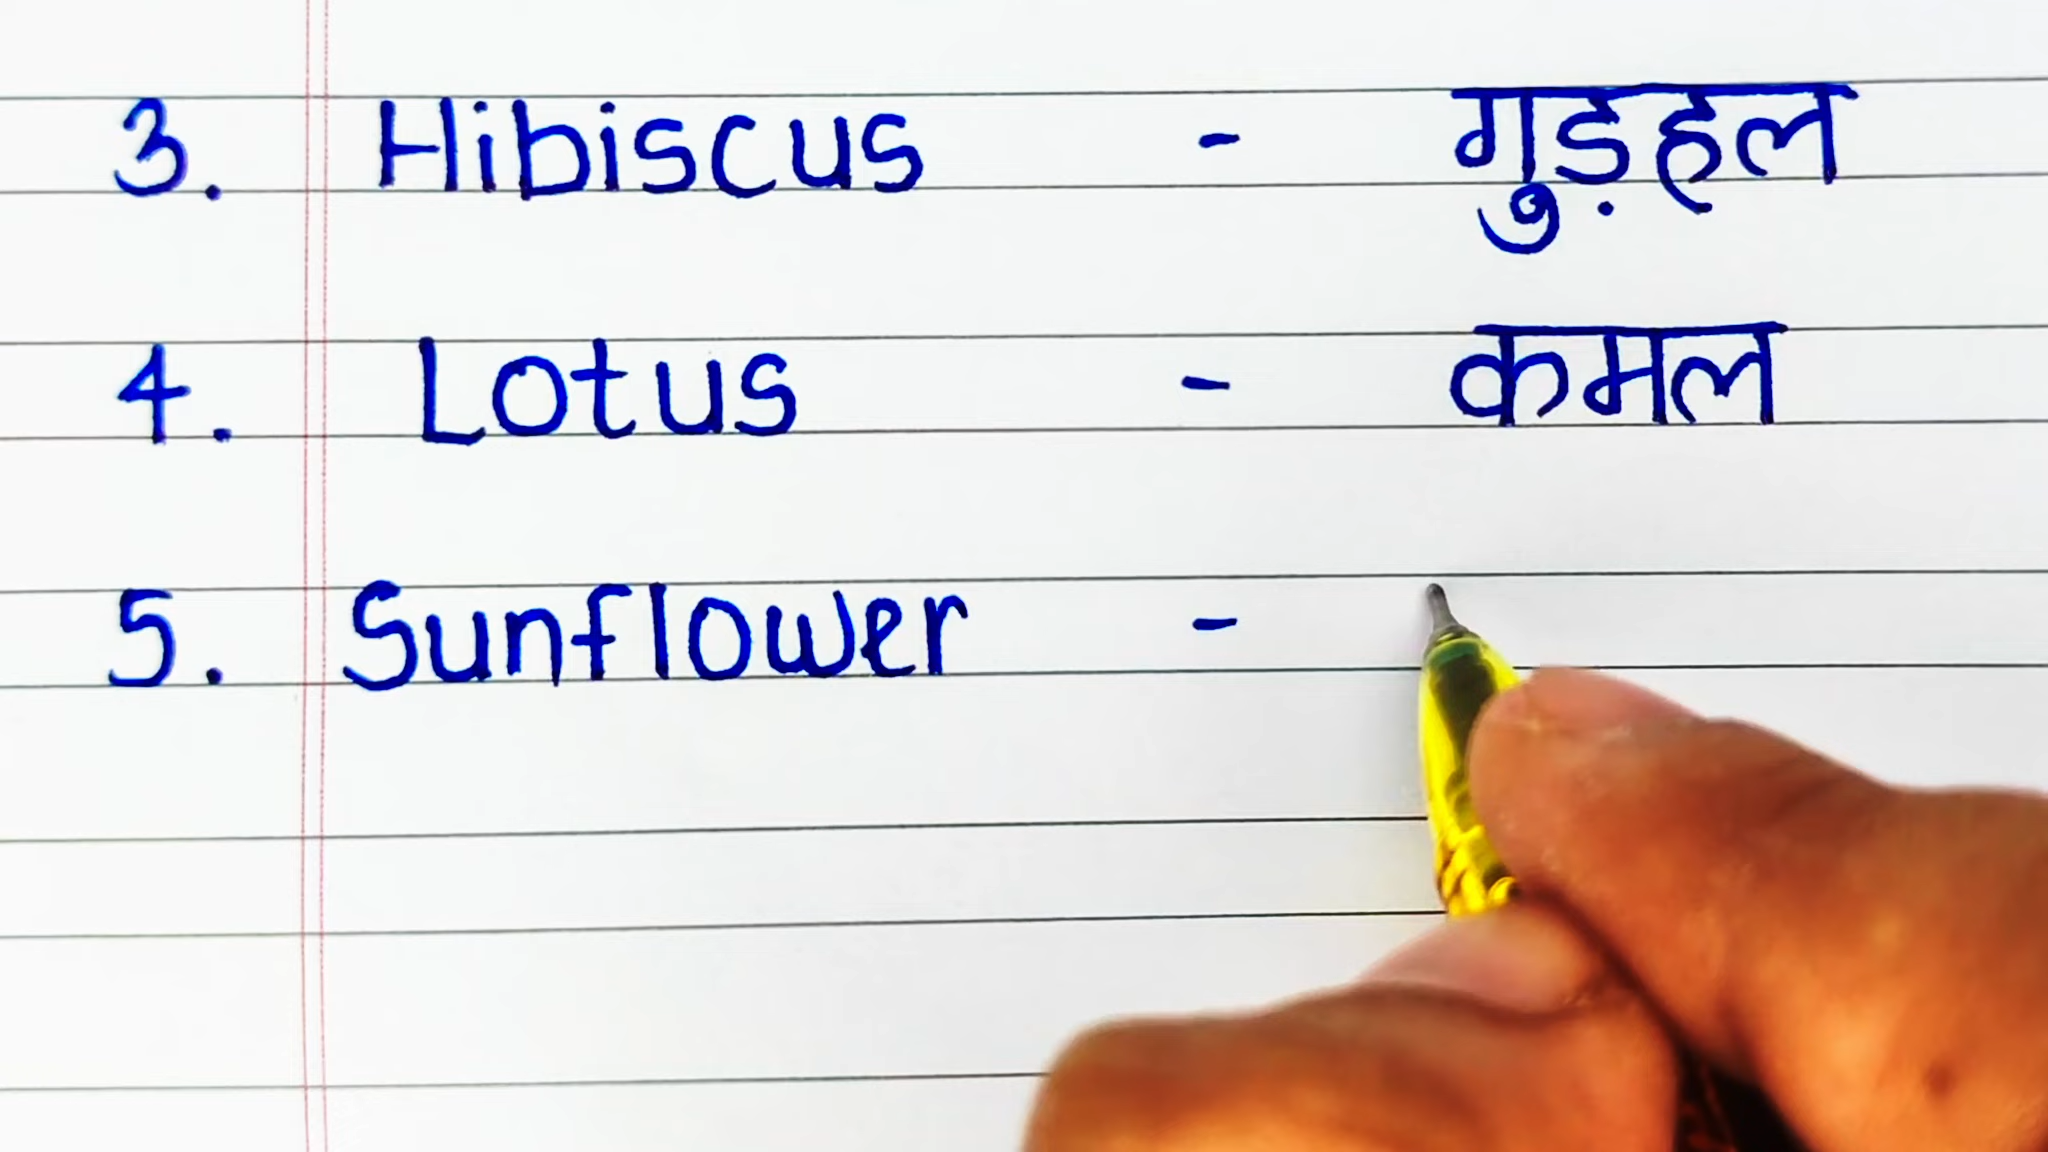 3. Hibiscus - गुड़हल
4. Lotus - कमल
5. Sunflower -